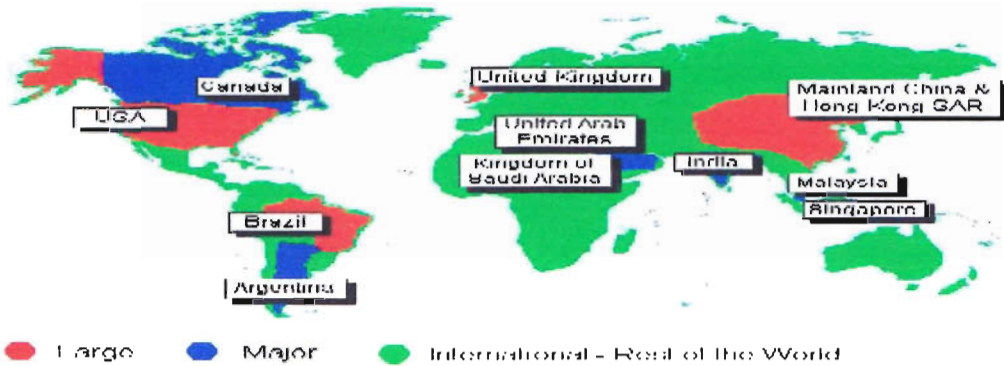 Canada
USA
United Kingdom
Mainland China &
Hong Kong SAR
United Arab
Emirates
Kingdom of
Saudi Arabia
India
Malaysia
Singapore
Brazil
Argentina
Large
Major
International - Rest of the World